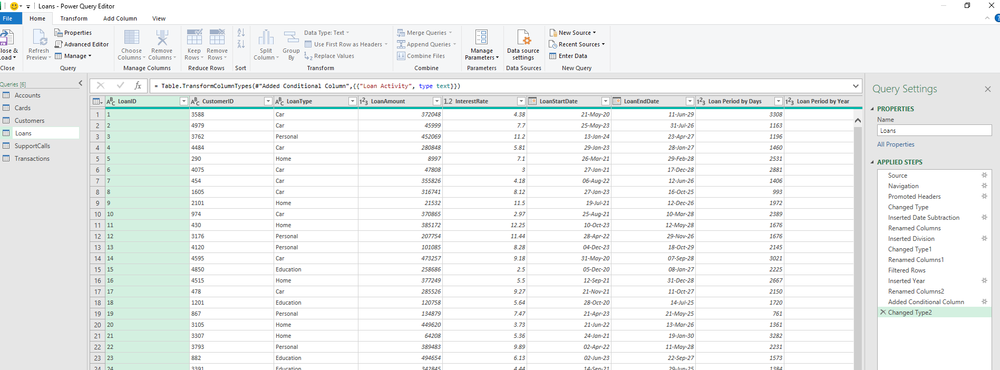 Loans - Power Query Editor
File Home Transform Add Column View
Close & Load
Close
Refresh Preview
Properties
Advanced Editor
Manage
Query
Choose Columns
Remove Columns
Manage Columns
Keep Rows
Remove Rows
Reduce Rows
A Z
Z A
Sort
Split Column
Group By
Data Type: Text
Use First Row as Headers
1 2 Replace Values
Transform
Merge Queries
Append Queries
Combine Files
Combine
Manage Parameters
Parameters
Data source settings
Data Sources
New Source
Recent Sources
Enter Data
New Query
Queries [6]
Accounts
Cards
Customers
Loans
SupportCalls
Transactions
fx = Table.TransformColumnTypes(#"Added Conditional Column",{{"Loan Activity", type text}})
ABC LoanID ABC CustomerID ABC LoanType 123 LoanAmount 1.2 InterestRate LoanStartDate LoanEndDate 123 Loan Period by Days 123 Loan Period by Year
1 1 3588 Car 372048 4.38 21-May-20 11-Jun-29 3308
2 2 4979 Car 45999 7.7 25-May-23 31-Jul-26 1163
3 3 3762 Personal 452069 11.2 13-Jan-24 23-Apr-27 1196
4 4 4484 Car 280848 5.81 29-Jan-23 28-Jan-27 1460
5 5 290 Home 8997 7.1 26-Mar-21 29-Feb-28 2531
6 6 4075 Car 47808 3 27-Jan-21 17-Dec-28 2881
7 7 454 Car 355826 4.18 06-Aug-22 12-Jun-26 1406
8 8 1605 Car 316741 8.12 27-Jan-23 16-Oct-25 993
9 9 2101 Home 21532 11.5 19-Jul-21 12-Dec-26 1972
10 10 974 Car 370865 2.97 25-Aug-21 10-Mar-28 2389
11 11 430 Home 385172 12.25 10-Oct-23 12-May-28 1676
12 12 3176 Personal 207754 11.44 28-Apr-22 29-Nov-26 1676
13 13 4120 Personal 101085 8.28 04-Dec-23 18-Oct-29 2145
14 14 4595 Car 473257 9.18 31-May-20 07-Sep-28 3021
15 15 4850 Education 258686 2.5 05-Dec-20 08-Jan-27 2225
16 16 4515 Home 377249 5.5 12-Sep-21 31-Dec-28 2667
17 17 478 Car 285526 9.27 21-Nov-21 11-Oct-27 2150
18 18 1201 Education 120758 5.64 28-Oct-20 14-Jul-25 1720
19 19 867 Personal 134879 7.47 21-Apr-23 21-May-25 761
20 20 3105 Home 449620 3.73 21-Jun-22 13-Mar-26 1361
21 21 3307 Home 64208 5.36 24-Jan-21 19-Jan-30 3282
22 22 3793 Personal 389483 9.89 02-Apr-22 11-May-28 2231
23 23 882 Education 494654 6.13 02-Jun-23 22-Sep-27 1573
24 24 3391 Education 342845 4.44 14-Sep-21 29-Jun-25 1384
Query Settings
PROPERTIES
Name
Loans
All Properties
APPLIED STEPS
Source
Navigation
Promoted Headers
Changed Type
Inserted Date Subtraction
Renamed Columns
Inserted Division
Changed Type1
Renamed Columns1
Filtered Rows
Inserted Year
Renamed Columns2
Added Conditional Column
Changed Type2